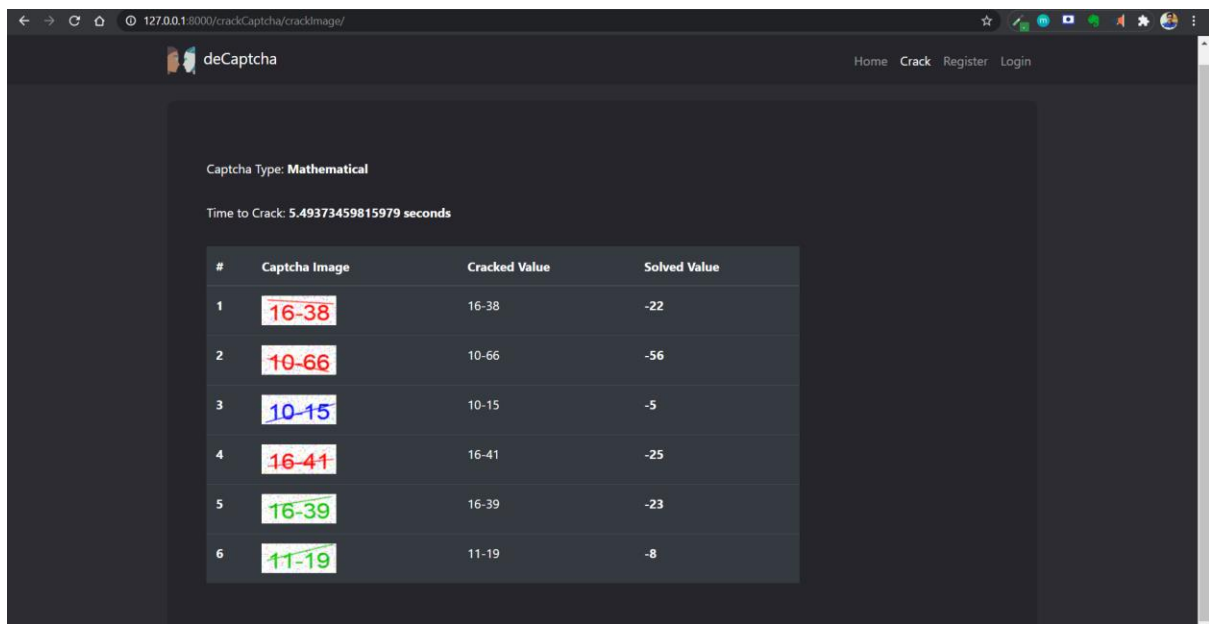 127.0.0.1:8000/crackCaptcha/crackImage/
deCaptcha Home Crack Register Login
Captcha Type: Mathematical
Time to Crack: 5.49373459815979 seconds
# Captcha Image Cracked Value Solved Value
1 16-38 16-38 -22
2 10-66 10-66 -56
3 10-15 10-15 -5
4 16-41 16-41 -25
5 16-39 16-39 -23
6 11-19 11-19 -8